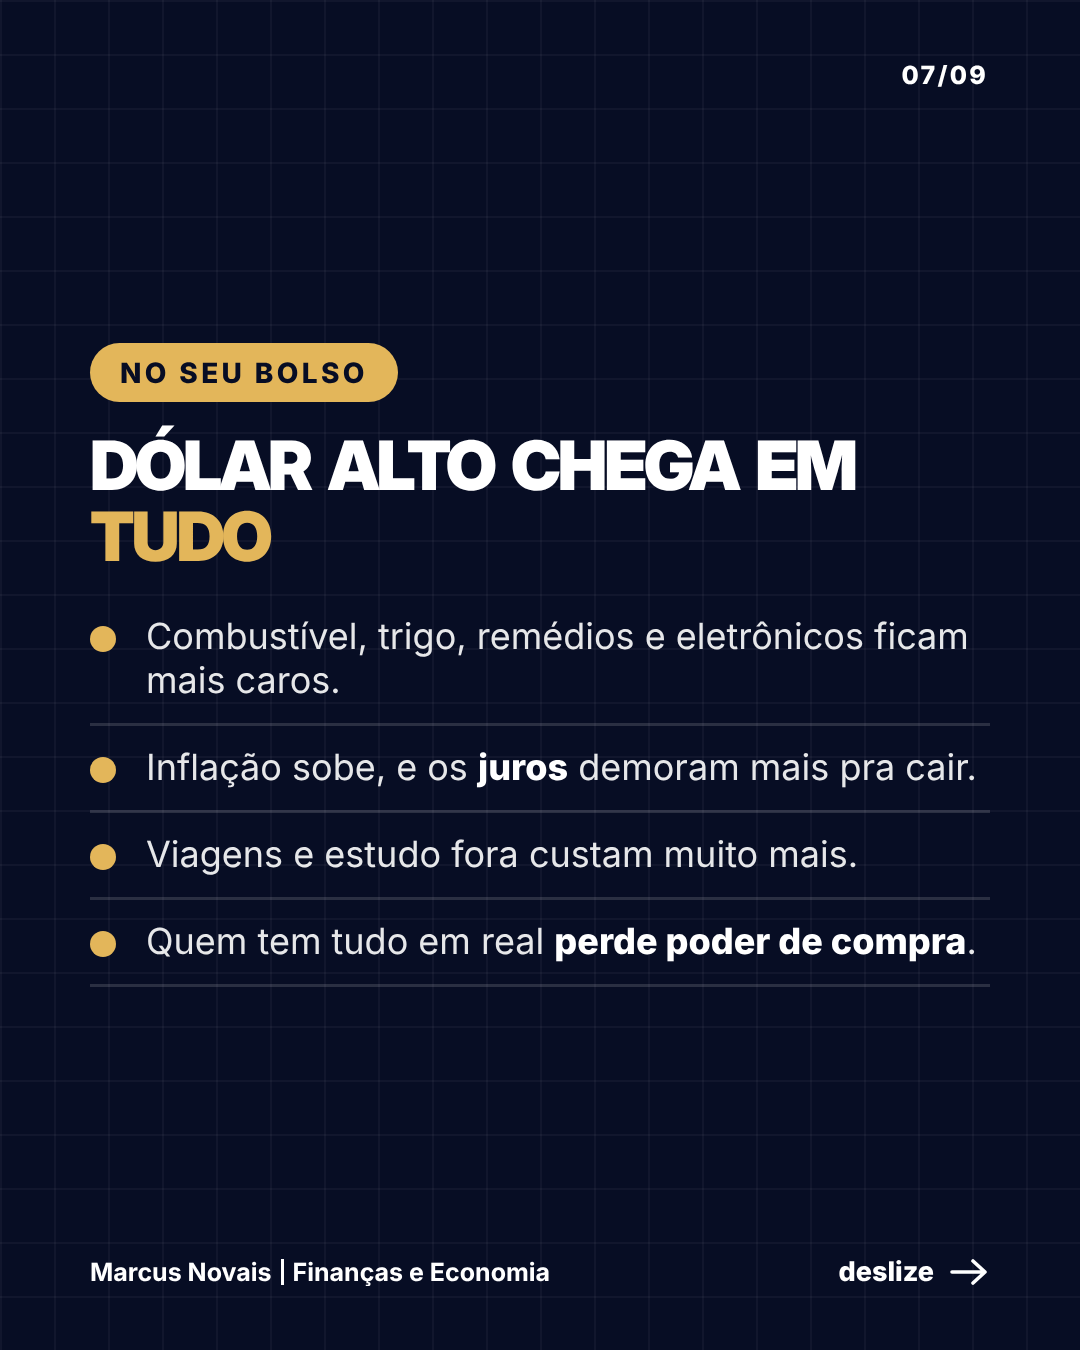 07/09
NO SEU BOLSO
DÓLAR ALTO CHEGA EM
TUDO
Combustível, trigo, remédios e eletrônicos ficam
mais caros.
Inflação sobe, e os juros demoram mais pra cair.
Viagens e estudo fora custam muito mais.
Quem tem tudo em real perde poder de compra.
Marcus Novais | Finanças e Economia
deslize →